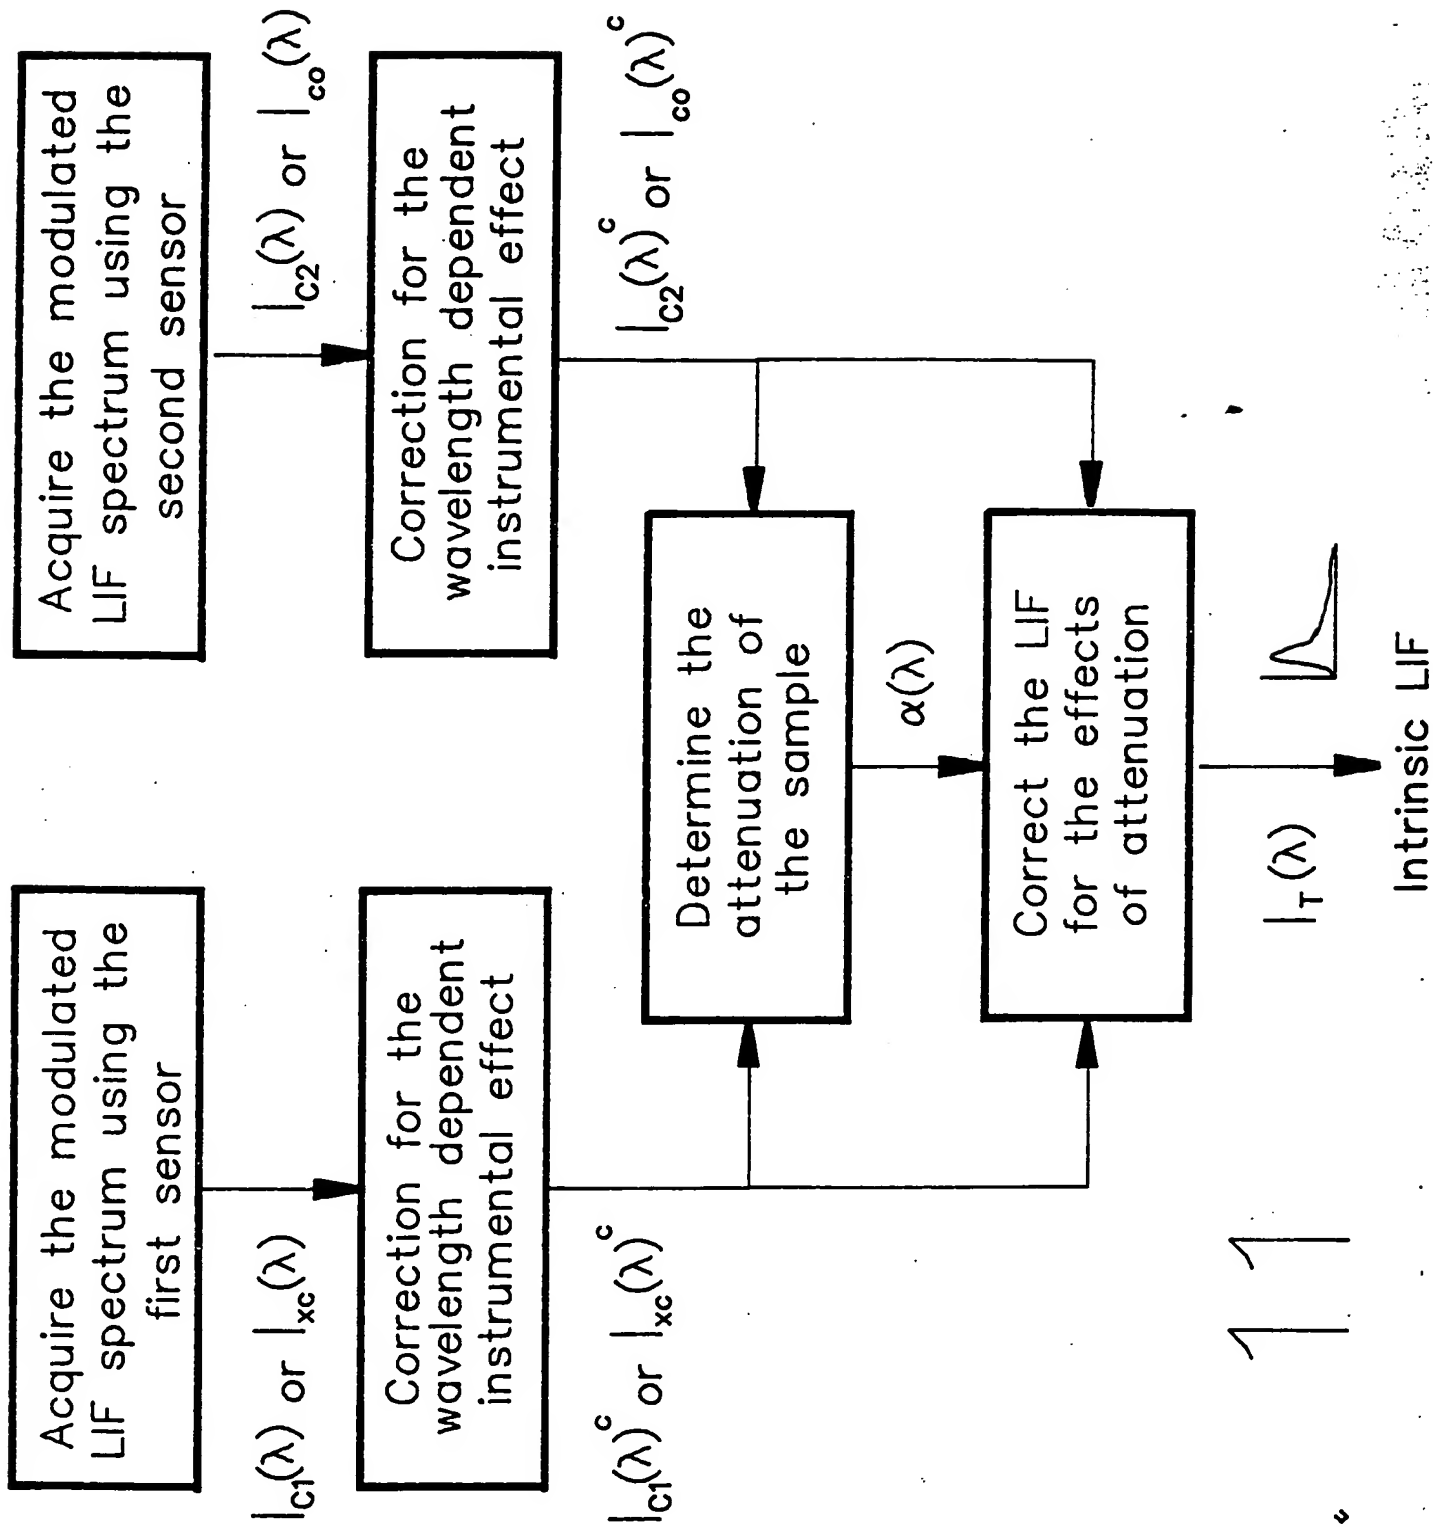 Acquire the modulated
LIF spectrum using the
first sensor
I_C1(λ) or I_xc(λ)
Correction for the
wavelength dependent
instrumental effect
I_C1(λ)^c or I_xc(λ)^c
Acquire the modulated
LIF spectrum using the
second sensor
I_C2(λ) or I_co(λ)
Correction for the
wavelength dependent
instrumental effect
I_C2(λ)^c or I_co(λ)^c
Determine the
attenuation of
the sample
α(λ)
Correct the LIF
for the effects
of attenuation
I_T(λ)
Intrinsic LIF
11